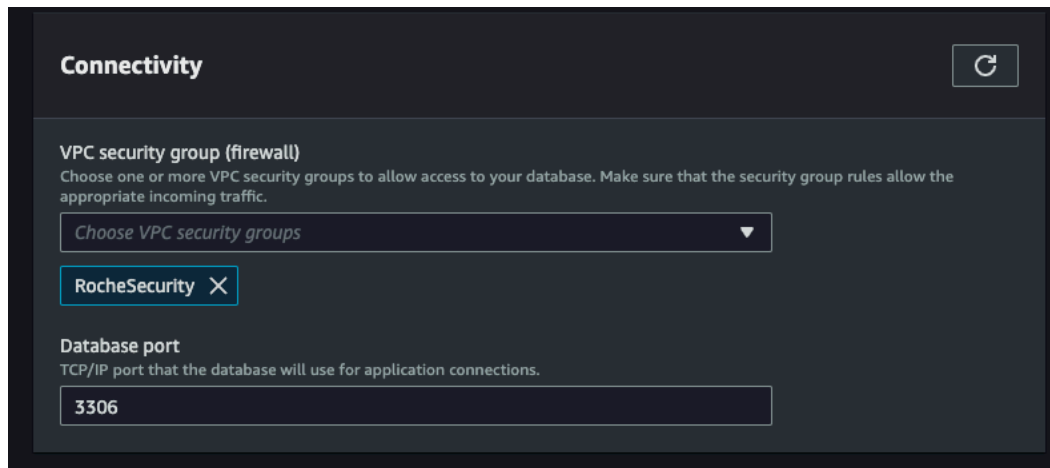 Connectivity
VPC security group (firewall)
Choose one or more VPC security groups to allow access to your database. Make sure that the security group rules allow the
appropriate incoming traffic.
Choose VPC security groups
RocheSecurity
Database port
TCP/IP port that the database will use for application connections.
3306